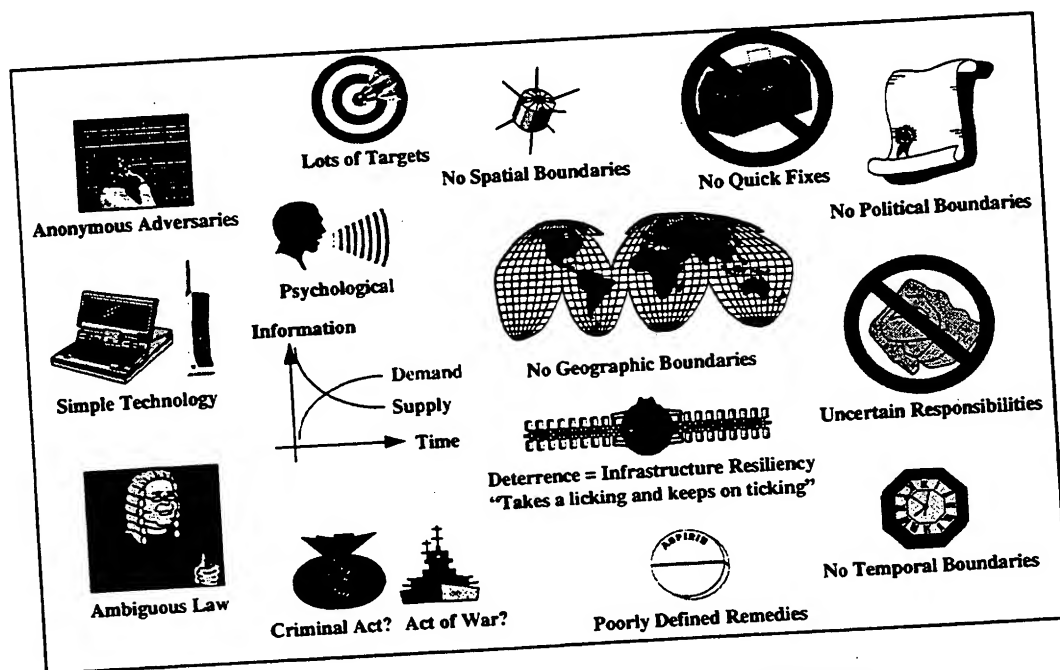 Lots of Targets
No Spatial Boundaries
No Quick Fixes
No Political Boundaries
Anonymous Adversaries
Psychological
Information
Demand
Supply
Time
No Geographic Boundaries
Simple Technology
Uncertain Responsibilities
Deterrence = Infrastructure Resiliency
“Takes a licking and keeps on ticking”
Ambiguous Law
Criminal Act?
Act of War?
ASPIRIN
Poorly Defined Remedies
No Temporal Boundaries